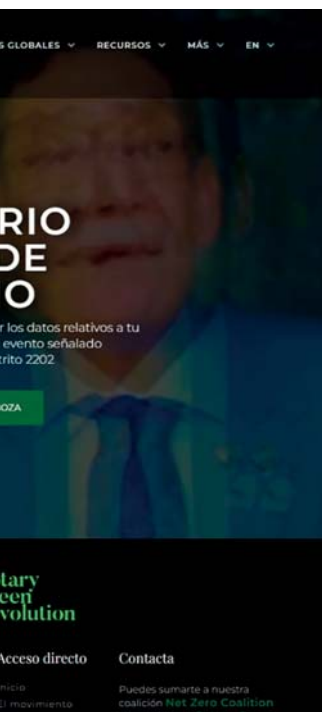 S GLOBALES RECURSOS MÁS EN
RIO
DE
O
r los datos relativos a tu
evento señalado
trito 2202
OZA
tary
een
volution
Acceso directo Contacta
nicio Puedes sumarte a nuestra
El movimiento coalición Net Zero Coalition